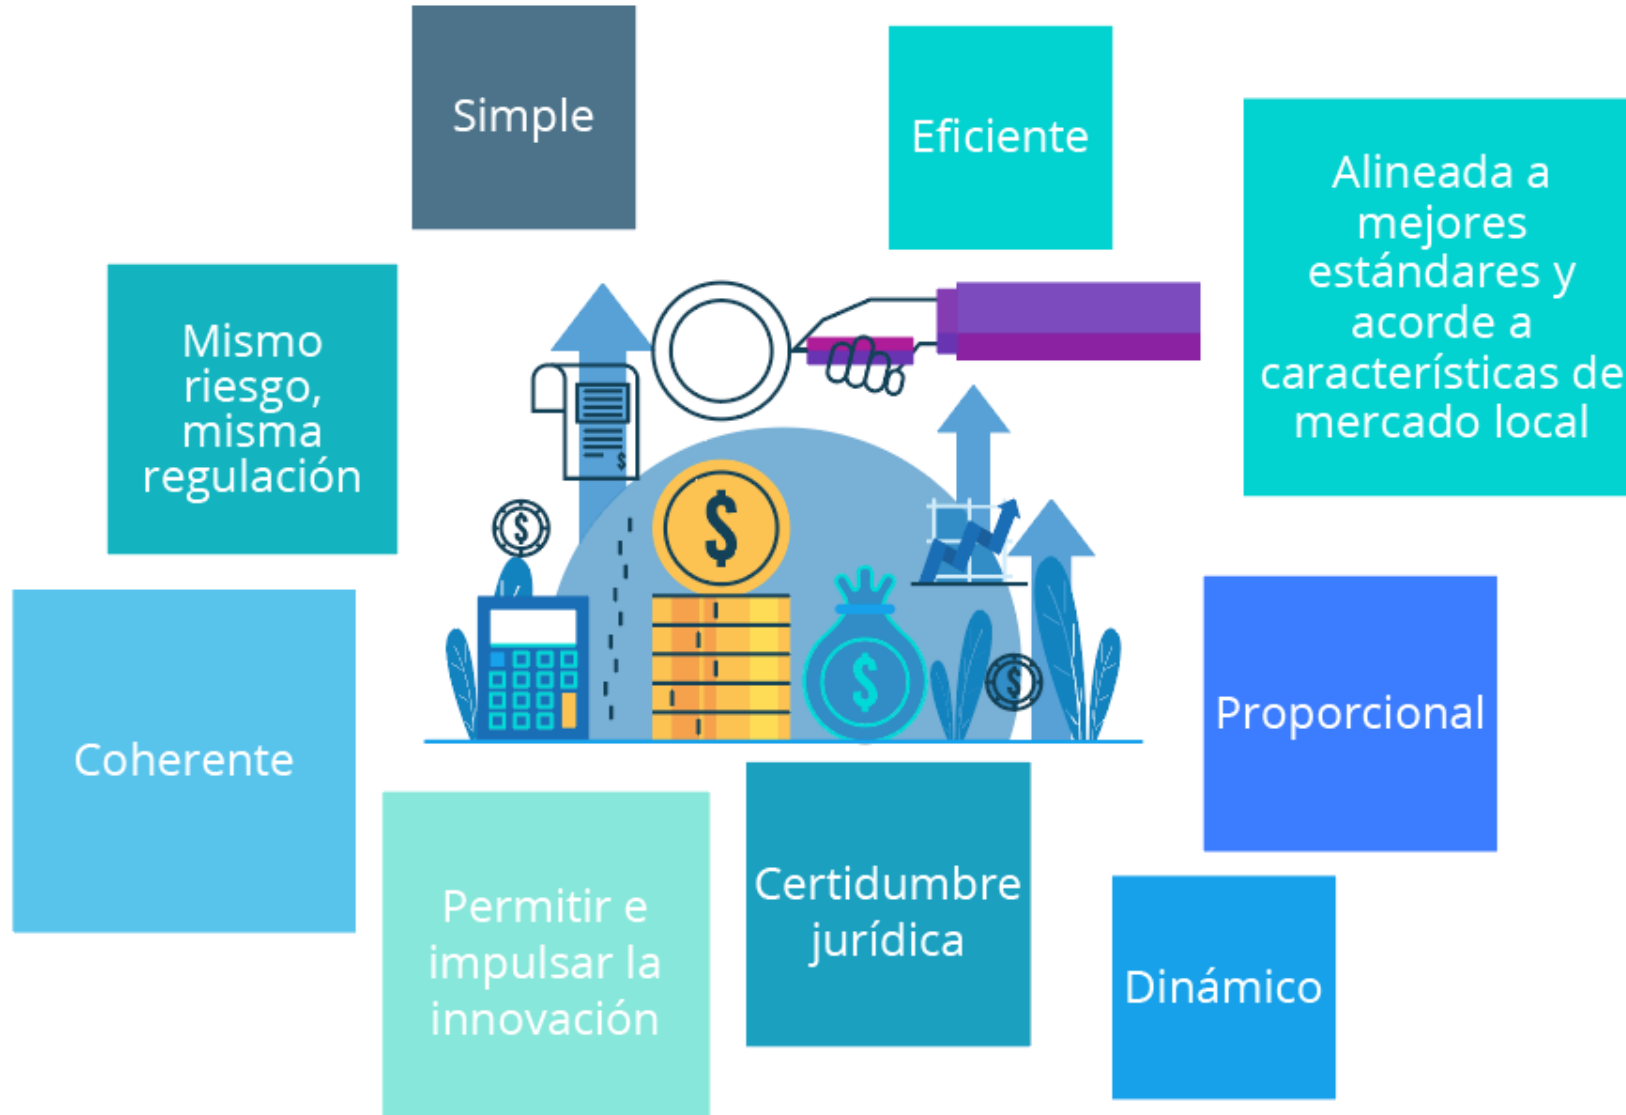 Simple
Eficiente
Alineada a
mejores
estándares y
acorde a
características de
mercado local
Mismo
riesgo,
misma
regulación
$
$
$
$
$
Coherente
Proporcional
Permitir e
impulsar la
innovación
Certidumbre
jurídica
Dinámico